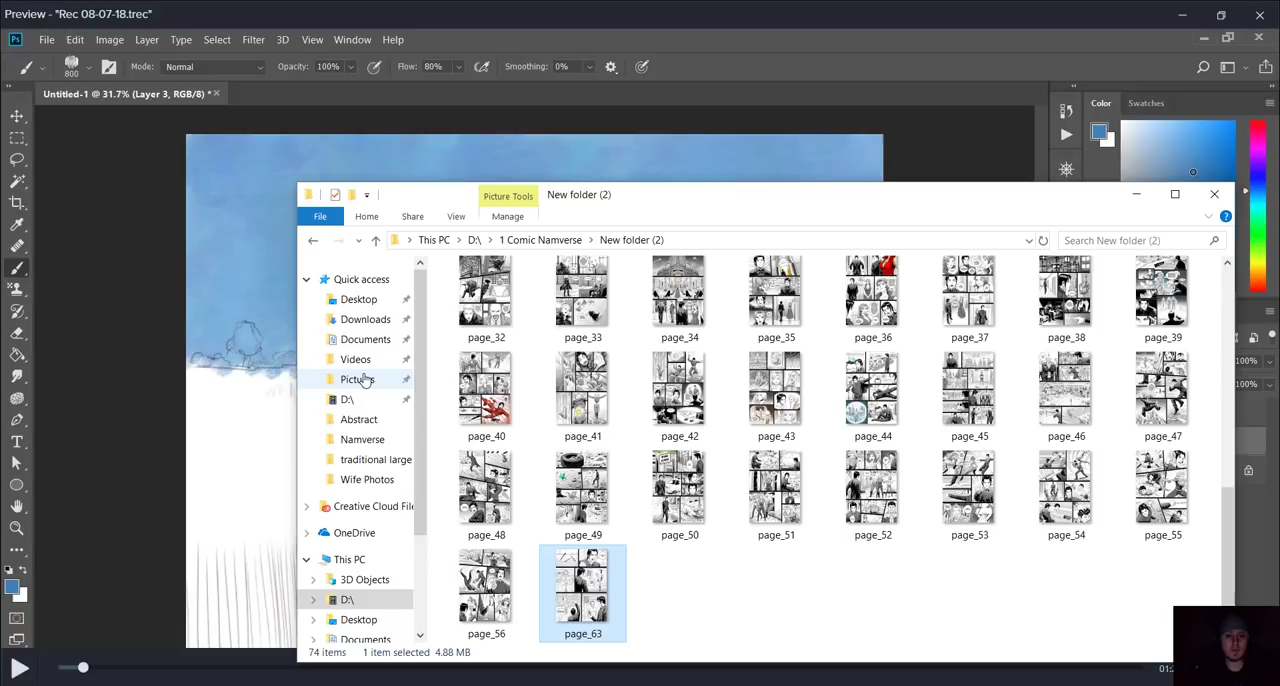 Preview - "Rec 08-07-18.trec"
Ps File Edit Image Layer Type Select Filter 3D View Window Help
800 Mode: Normal Opacity: 100% Flow: 80% Smoothing: 0%
Untitled-1 @ 31.7% (Layer 3, RGB/8) *
Color Swatches
Picture Tools New folder (2)
File Home Share View Manage
This PC D:\ 1 Comic Namverse New folder (2) Search New folder (2)
Quick access
Desktop
Downloads
Documents
Videos
Pictures
D:\
Abstract
Namverse
traditional large
Wife Photos
Creative Cloud File
OneDrive
This PC
3D Objects
D:\
Desktop
Documents
page_32 page_33 page_34 page_35 page_36 page_37 page_38 page_39
page_40 page_41 page_42 page_43 page_44 page_45 page_46 page_47
page_48 page_49 page_50 page_51 page_52 page_53 page_54 page_55
page_56 page_63
74 items 1 item selected 4.88 MB
100%
100%